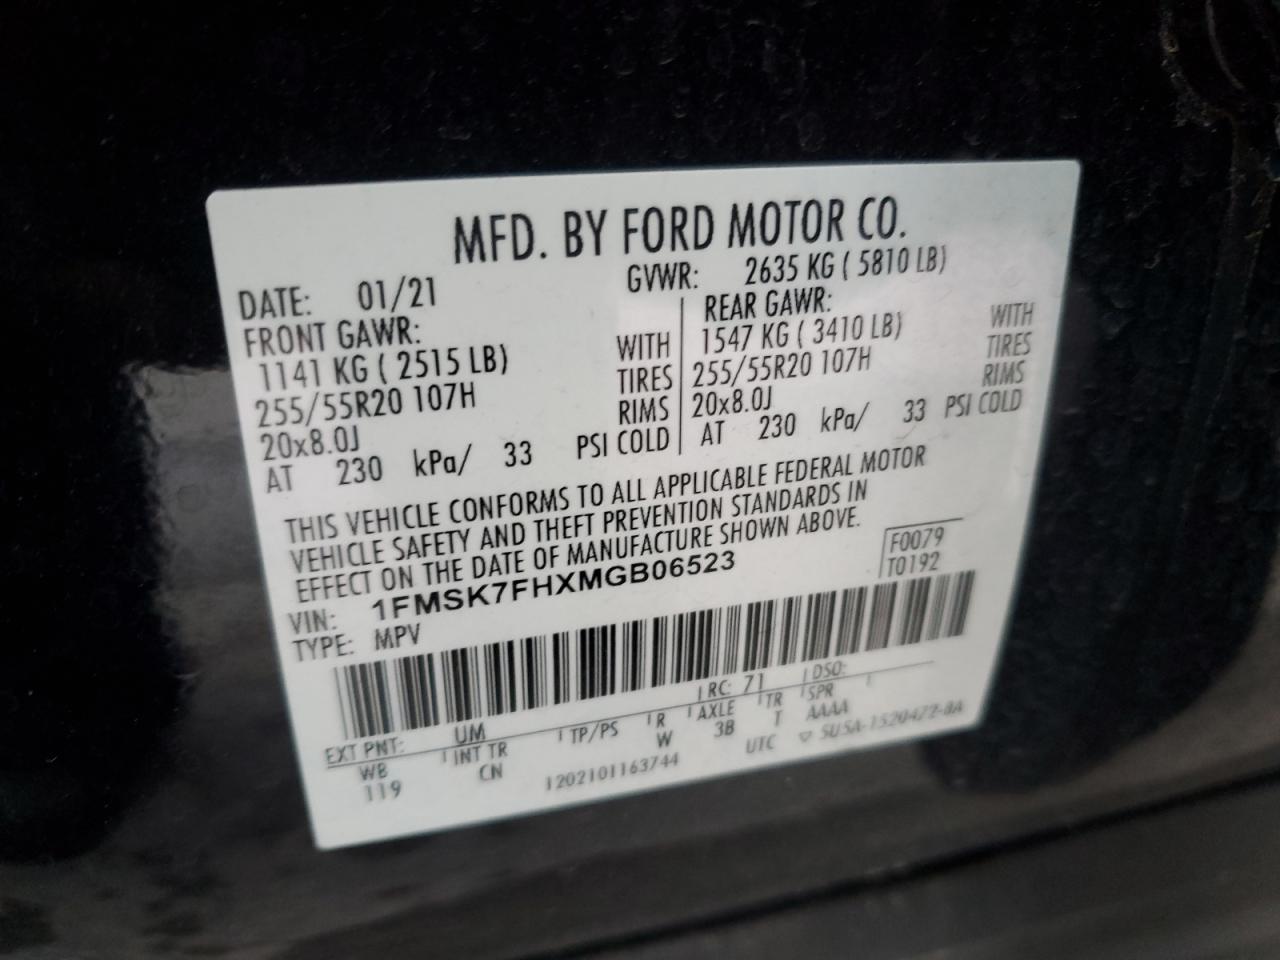 MFD. BY FORD MOTOR CO.
DATE: 01/21 GVWR: 2635 KG ( 5810 LB)
FRONT GAWR: REAR GAWR:
1141 KG ( 2515 LB) WITH 1547 KG ( 3410 LB) WITH
255/55R20 107H TIRES 255/55R20 107H TIRES
20x8.0J RIMS 20x8.0J RIMS
AT 230 kPa/ 33 PSI COLD AT 230 kPa/ 33 PSI COLD
THIS VEHICLE CONFORMS TO ALL APPLICABLE FEDERAL MOTOR
VEHICLE SAFETY AND THEFT PREVENTION STANDARDS IN
EFFECT ON THE DATE OF MANUFACTURE SHOWN ABOVE.
VIN: 1FMSK7FHXMGB06523 F0079
TYPE: MPV T0192
EXT PNT: UM RC: 71 DSO:
WB INT TR TP/PS R AXLE TR SPR
119 CN W 3B T AAAA
1202101163744 UTC ▽ SU5A-1520472-8A